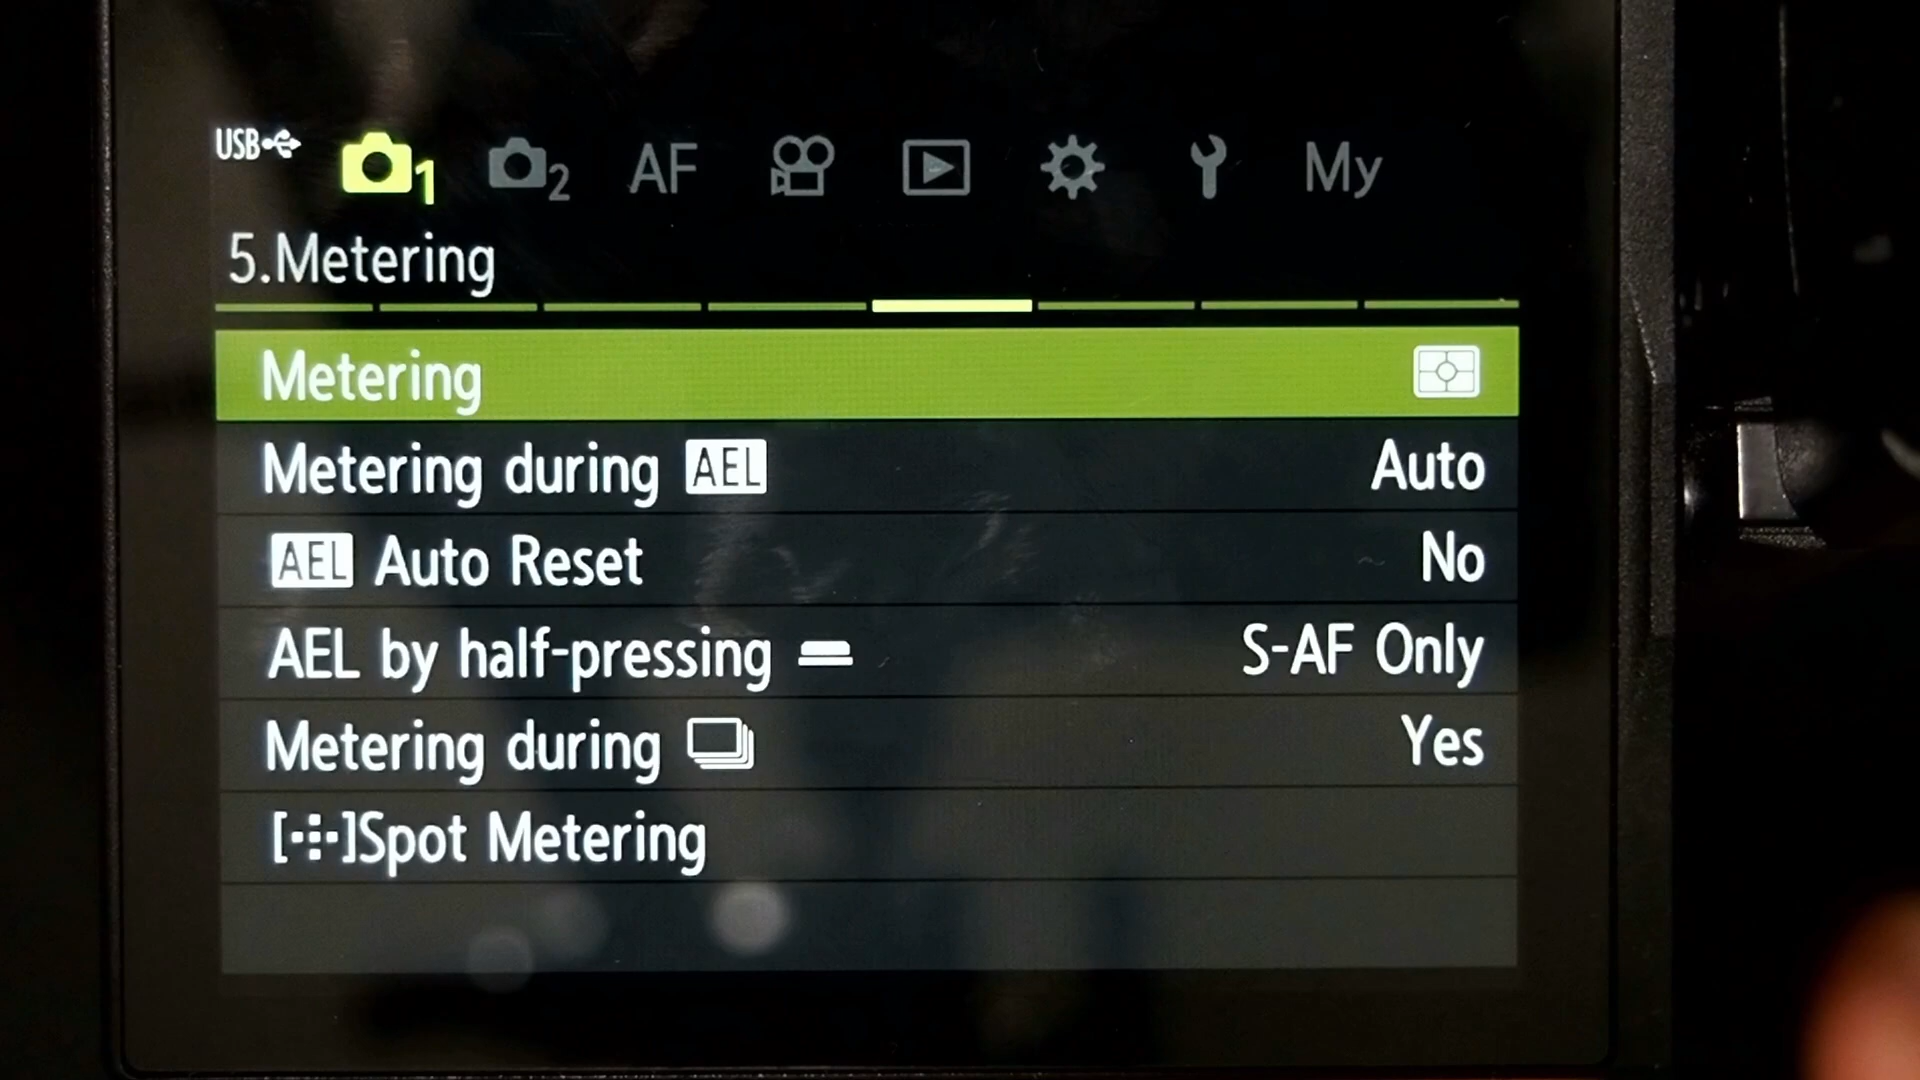 USB 1 2 AF My
5.Metering
Metering
Metering during AEL Auto
AEL Auto Reset No
AEL by half-pressing S-AF Only
Metering during Yes
[ ]Spot Metering